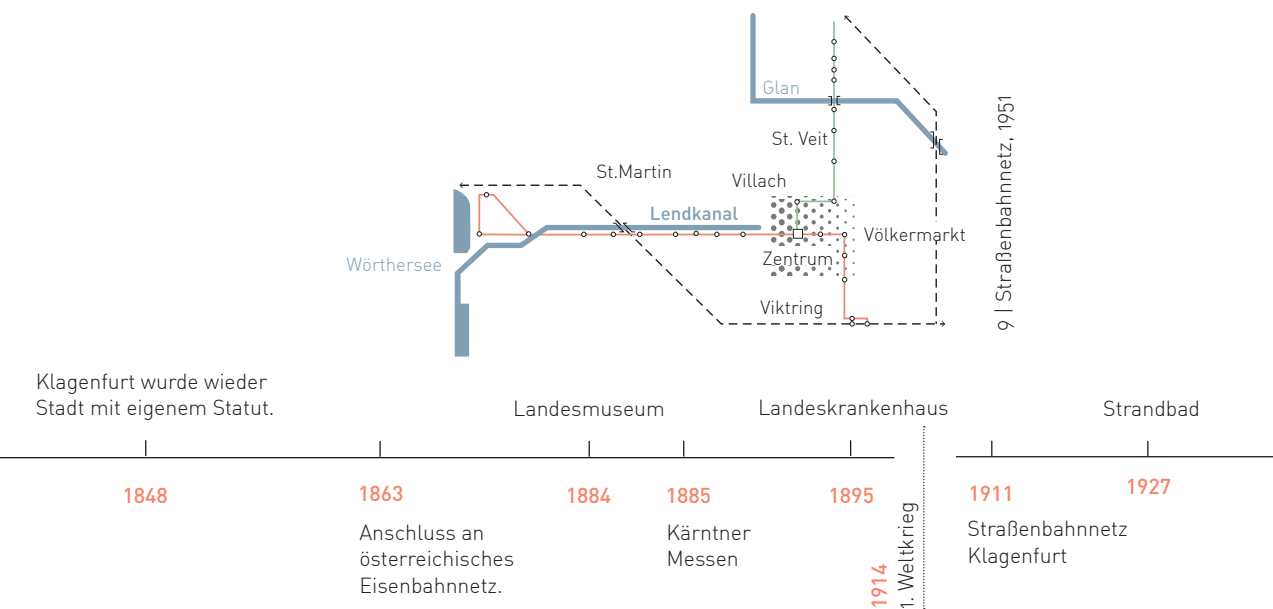 Glan
St. Veit
St.Martin
Villach
Lendkanal
Völkermarkt
Zentrum
Wörthersee
Viktring
9 | Straßenbahnnetz, 1951
Klagenfurt wurde wieder
Stadt mit eigenem Statut.
Landesmuseum
Landeskrankenhaus
Strandbad
1848
1863
1884
1885
1895
1911
1927
Anschluss an
österreichisches
Eisenbahnnetz.
Kärntner
Messen
1914
1. Weltkrieg
Straßenbahnnetz
Klagenfurt